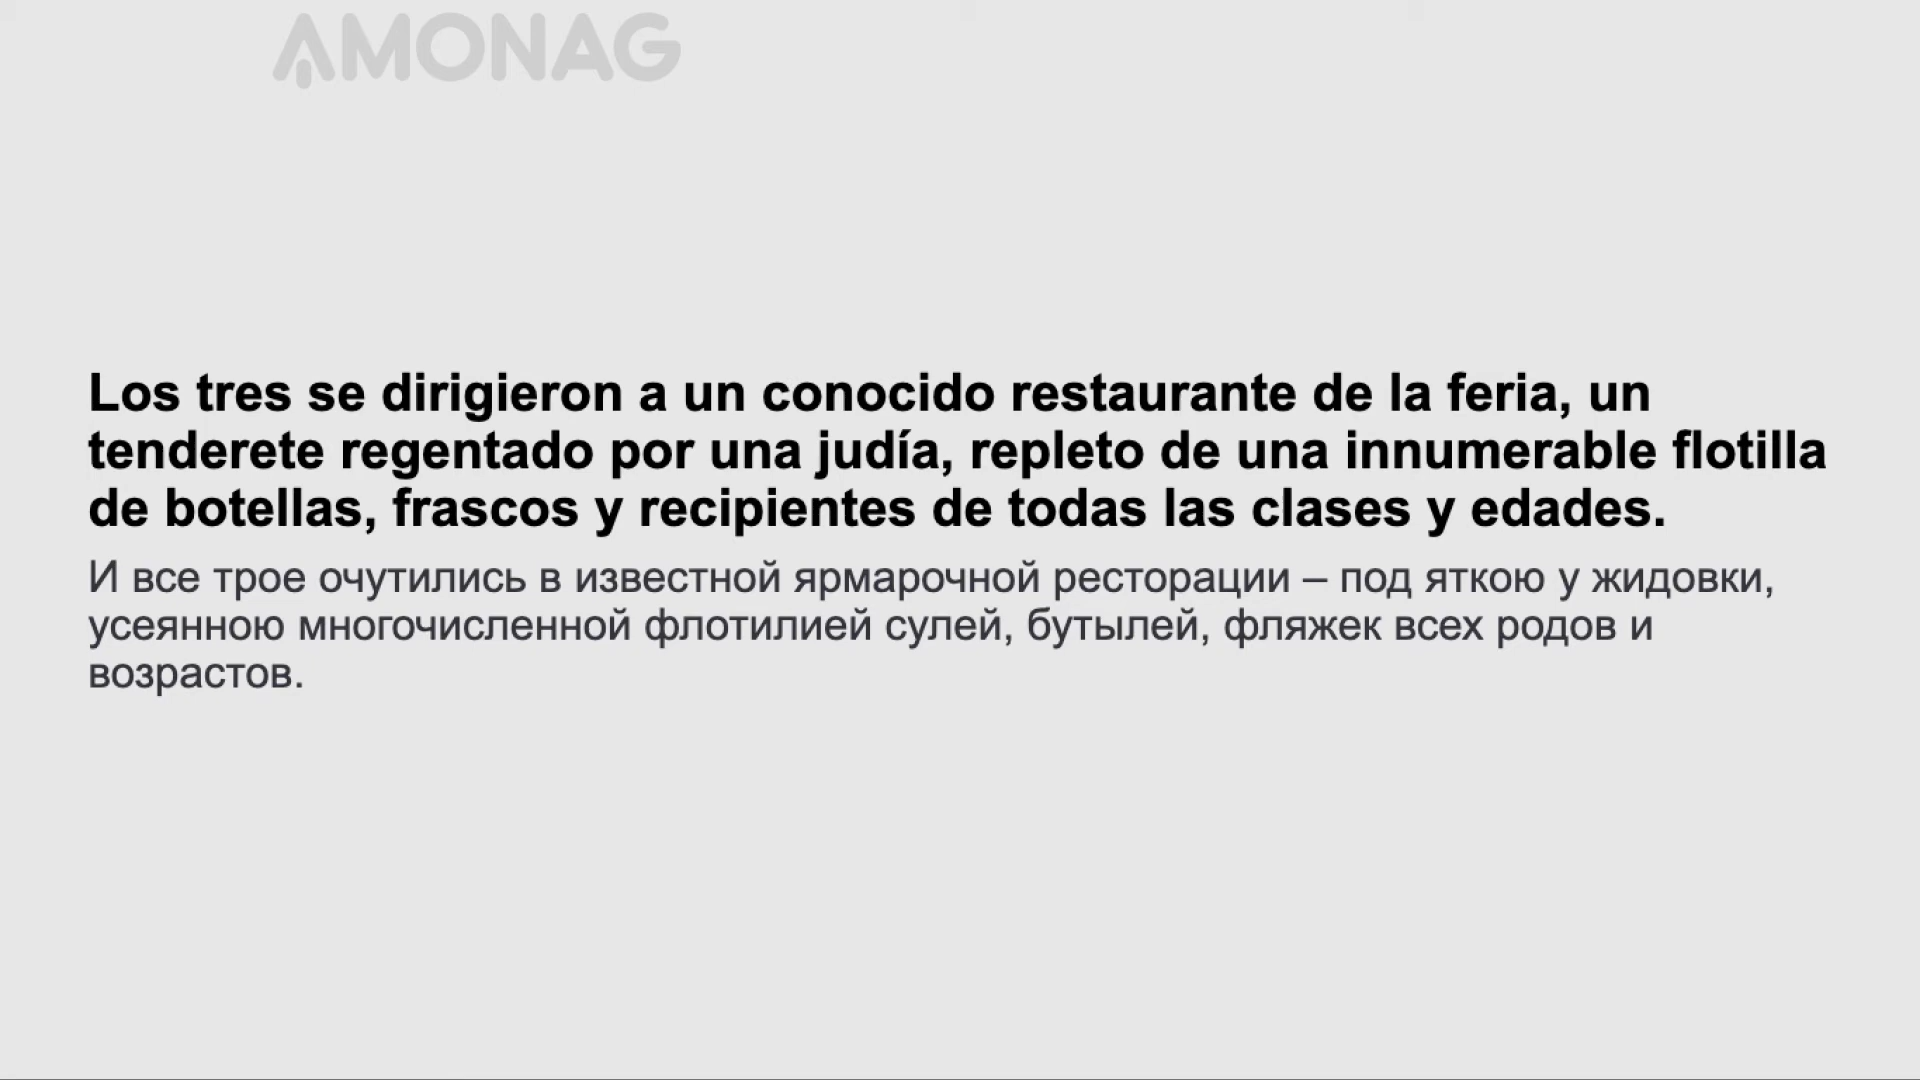 AMONAG
Los tres se dirigieron a un conocido restaurante de la feria, un
tenderete regentado por una judía, repleto de una innumerable flotilla
de botellas, frascos y recipientes de todas las clases y edades.
И все трое очутились в известной ярмарочной ресторации – под яткою у жидовки,
усеянною многочисленной флотилией сулей, бутылей, фляжек всех родов и
возрастов.